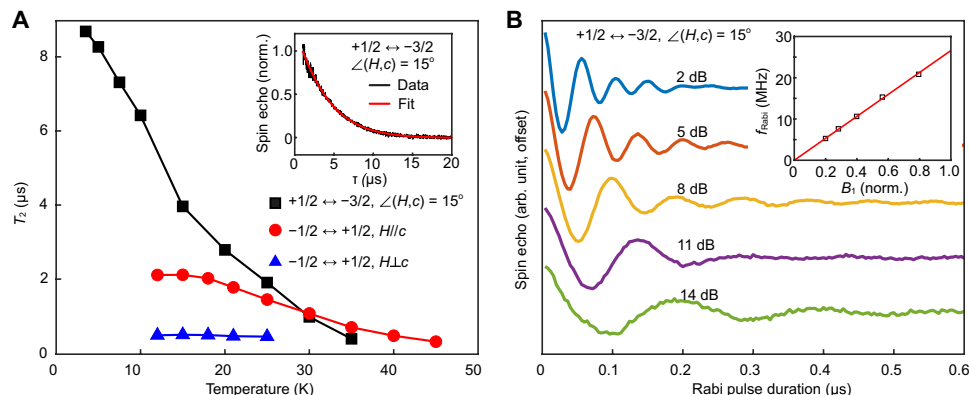 A
T2 (μs)
8
6
4
2
0
0
10
20
30
40
50
Temperature (K)
Spin echo (norm.)
1.0
0.5
0
0
5
10
15
20
τ (μs)
+1/2 ↔ −3/2
∠(H,c) = 15°
Data
Fit
+1/2 ↔ −3/2, ∠(H,c) = 15°
−1/2 ↔ +1/2, H//c
−1/2 ↔ +1/2, H⊥c
B
+1/2 ↔ −3/2, ∠(H,c) = 15°
Spin echo (arb. unit, offset)
2 dB
5 dB
8 dB
11 dB
14 dB
0
0.1
0.2
0.3
0.4
0.5
0.6
Rabi pulse duration (μs)
fRabi (MHz)
30
20
10
0
0
0.2
0.4
0.6
0.8
1.0
B1 (norm.)